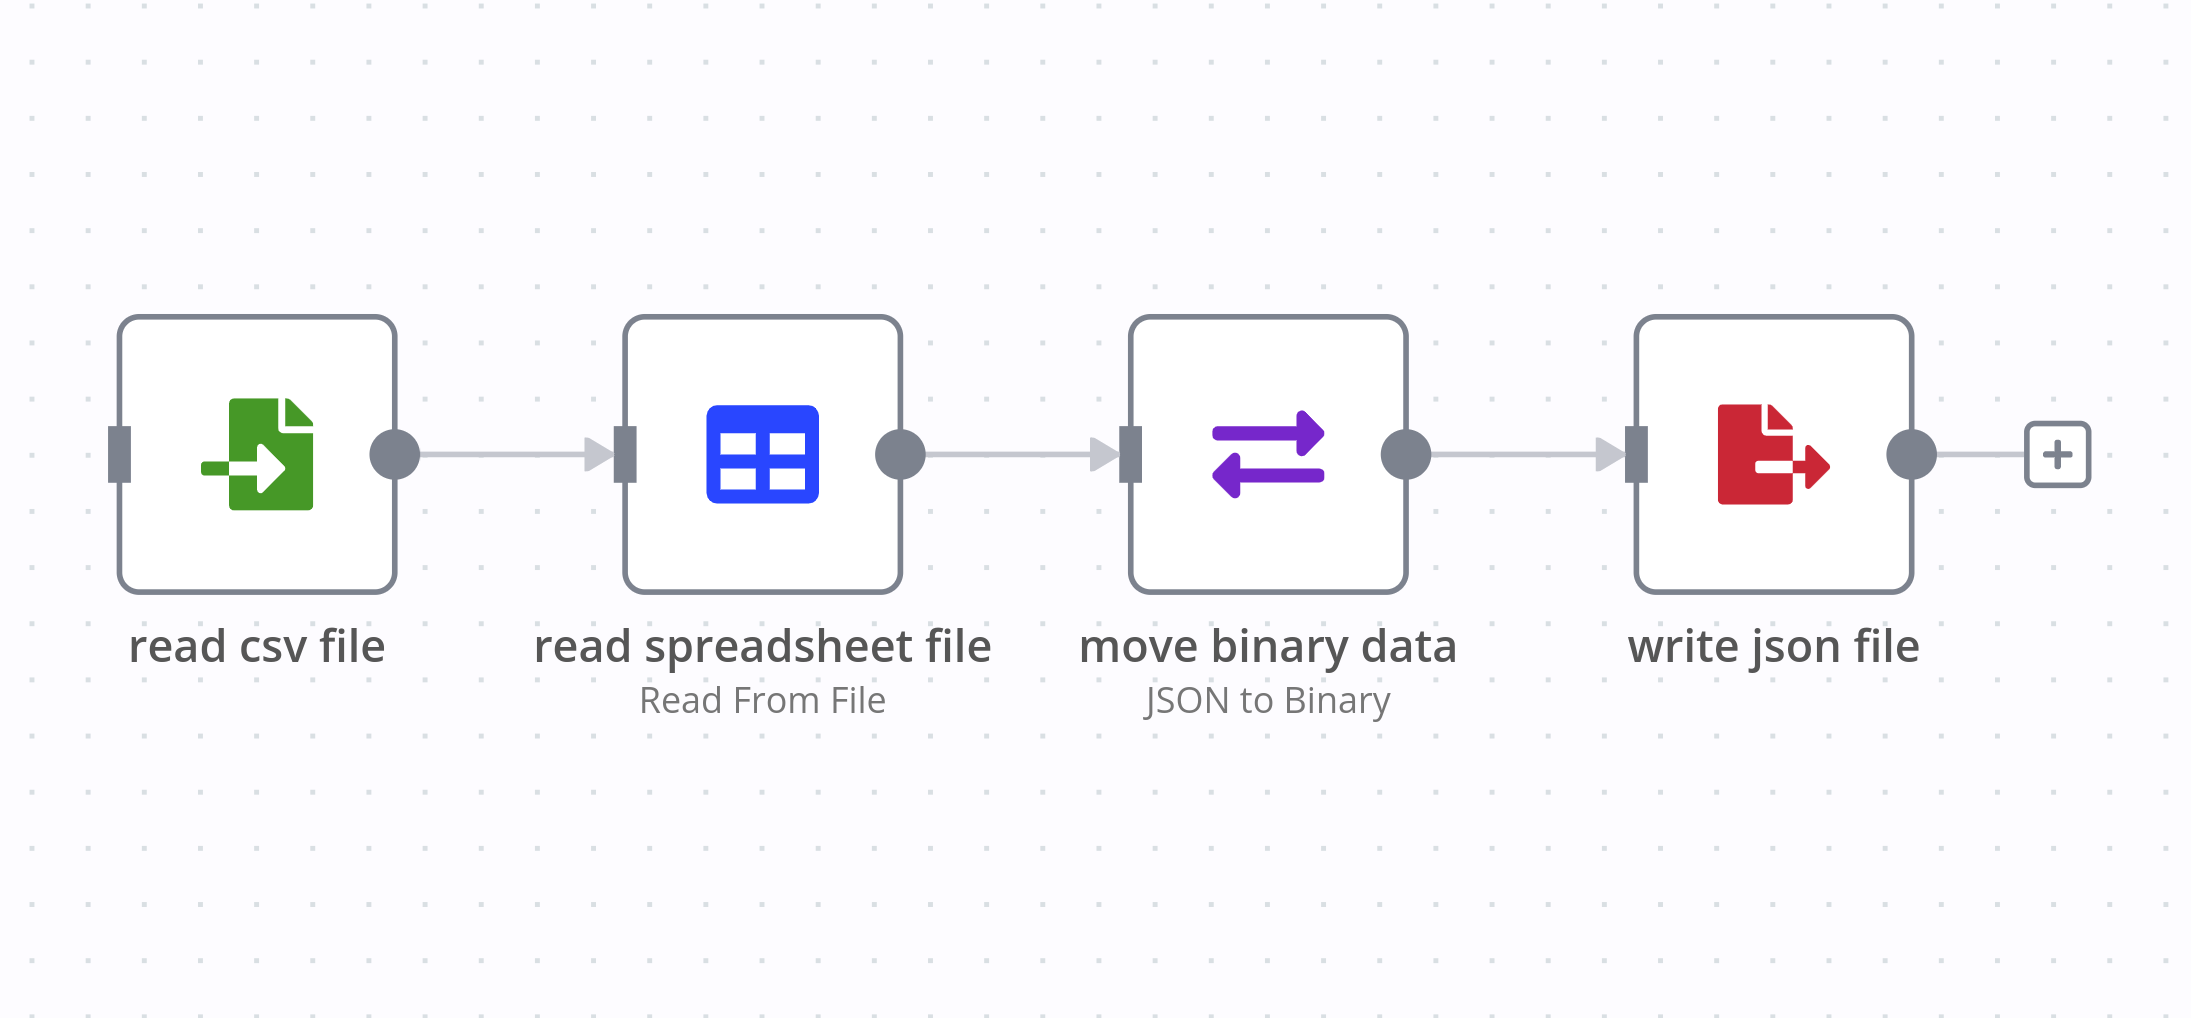 read csv file
read spreadsheet file
Read From File
move binary data
JSON to Binary
write json file